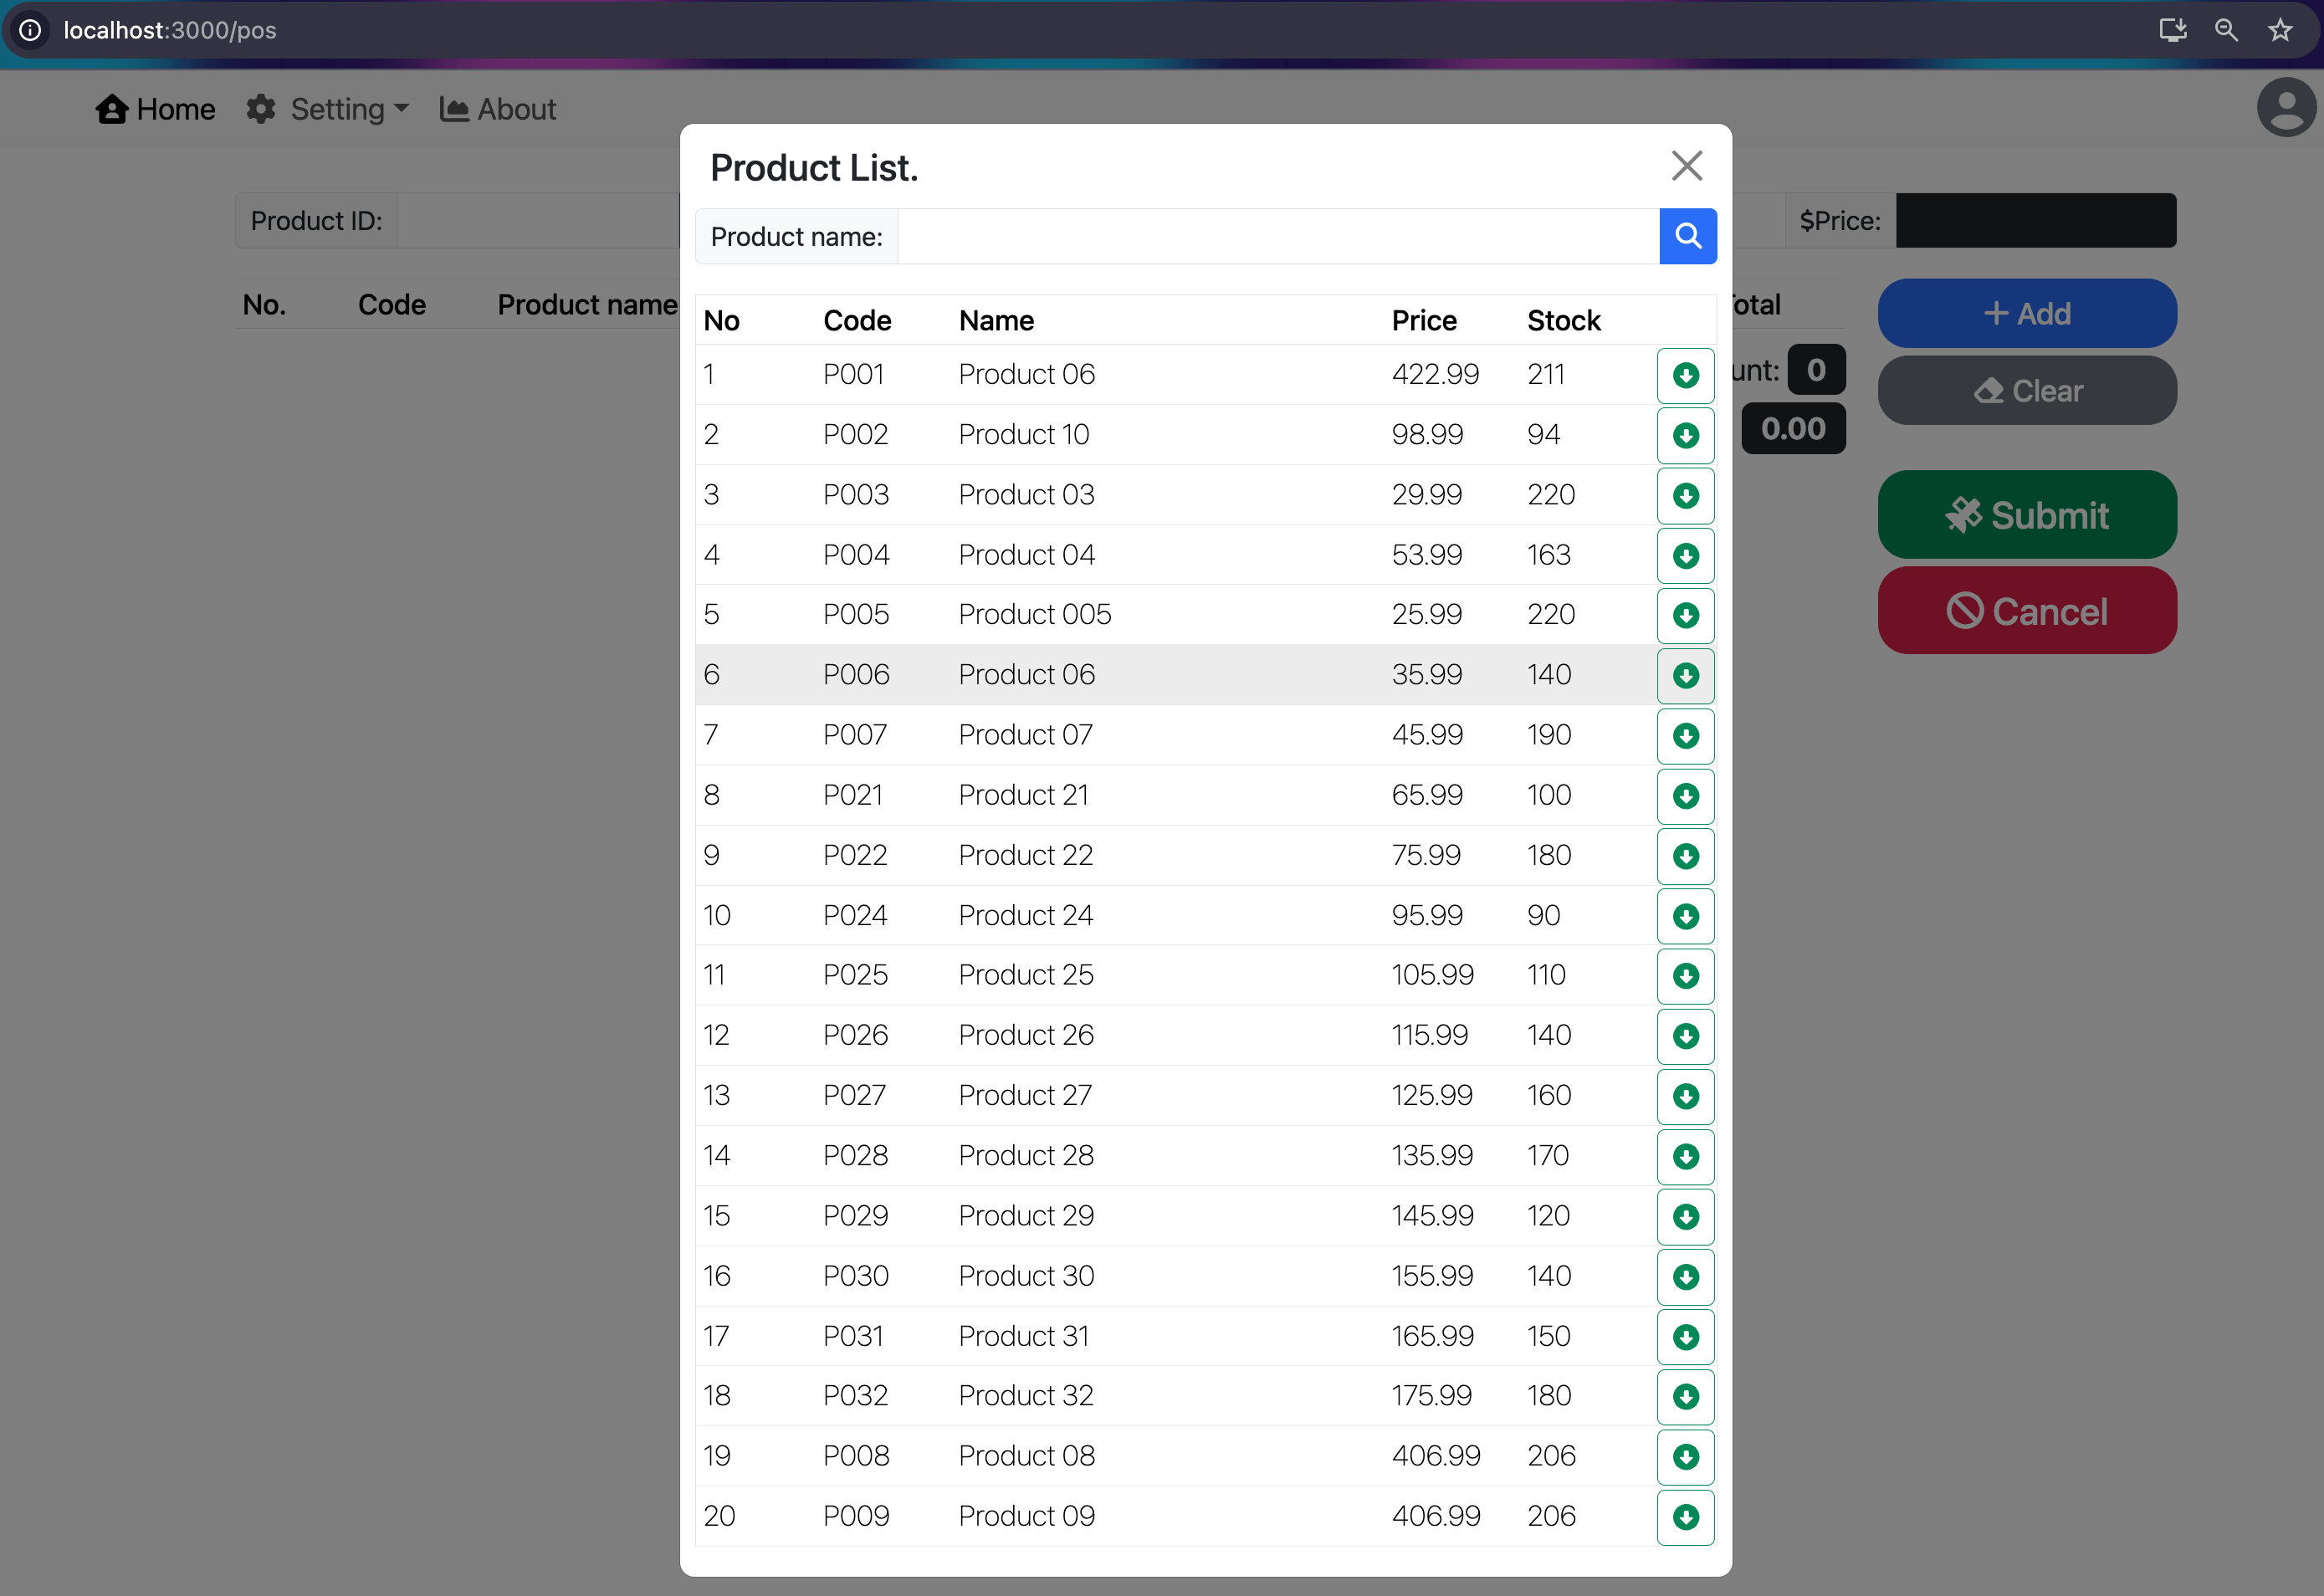 localhost:3000/pos
Home Setting About
Product List.
Product ID: $Price:
Product name:
No. Code Product name
No Code Name Price Stock
Add
1 P001 Product 06 422.99 211
0
Clear
2 P002 Product 10 98.99 94
0.00
3 P003 Product 03 29.99 220
Submit
4 P004 Product 04 53.99 163
5 P005 Product 005 25.99 220
Cancel
6 P006 Product 06 35.99 140
7 P007 Product 07 45.99 190
8 P021 Product 21 65.99 100
9 P022 Product 22 75.99 180
10 P024 Product 24 95.99 90
11 P025 Product 25 105.99 110
12 P026 Product 26 115.99 140
13 P027 Product 27 125.99 160
14 P028 Product 28 135.99 170
15 P029 Product 29 145.99 120
16 P030 Product 30 155.99 140
17 P031 Product 31 165.99 150
18 P032 Product 32 175.99 180
19 P008 Product 08 406.99 206
20 P009 Product 09 406.99 206